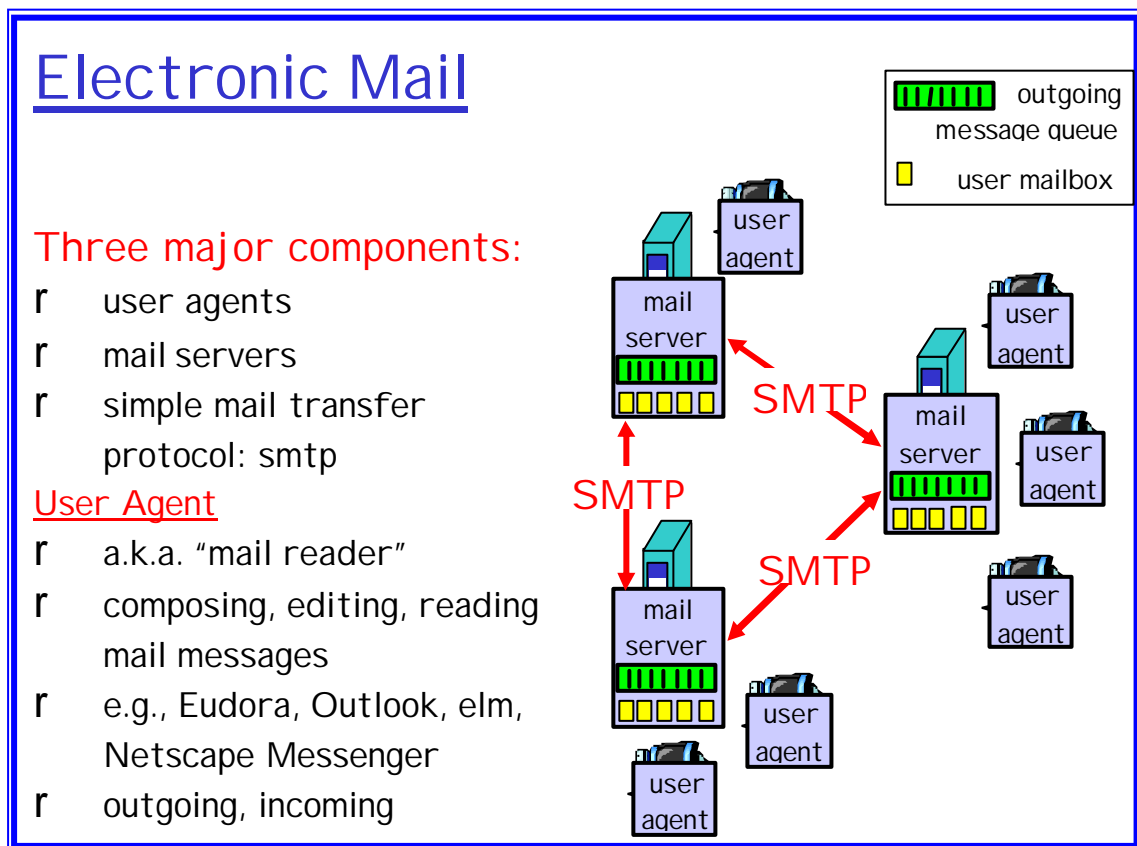 Electronic Mail
Three major components:
r user agents
r mail servers
r simple mail transfer
protocol: smtp
User Agent
r a.k.a. “mail reader”
r composing, editing, reading
mail messages
r e.g., Eudora, Outlook, elm,
Netscape Messenger
r outgoing, incoming
outgoing
message queue
user mailbox
user
agent
mail
server
user
agent
SMTP
mail
server
user
agent
SMTP
SMTP
user
agent
mail
server
user
agent
user
agent